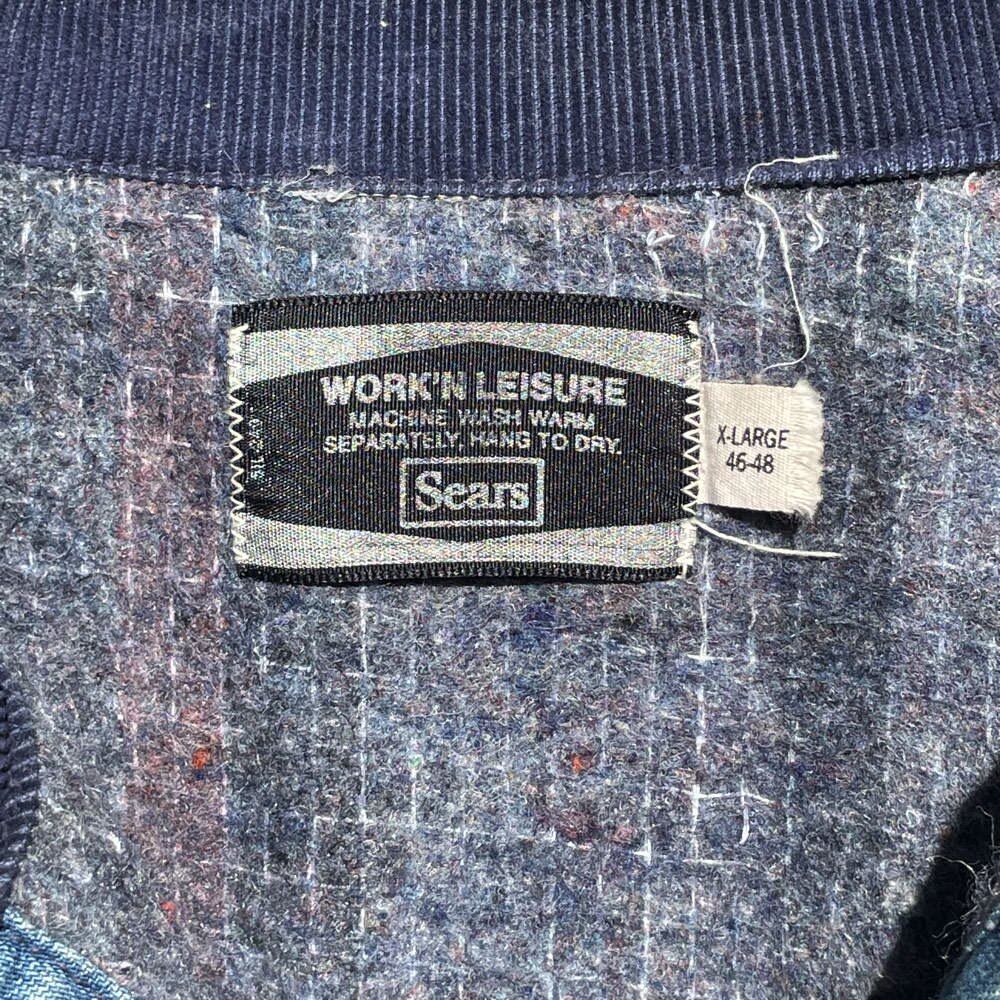 WORK'N LEISURE
MACHINE WASH WARM
SEPARATELY. HANG TO DRY.
Sears
X-LARGE
46-48